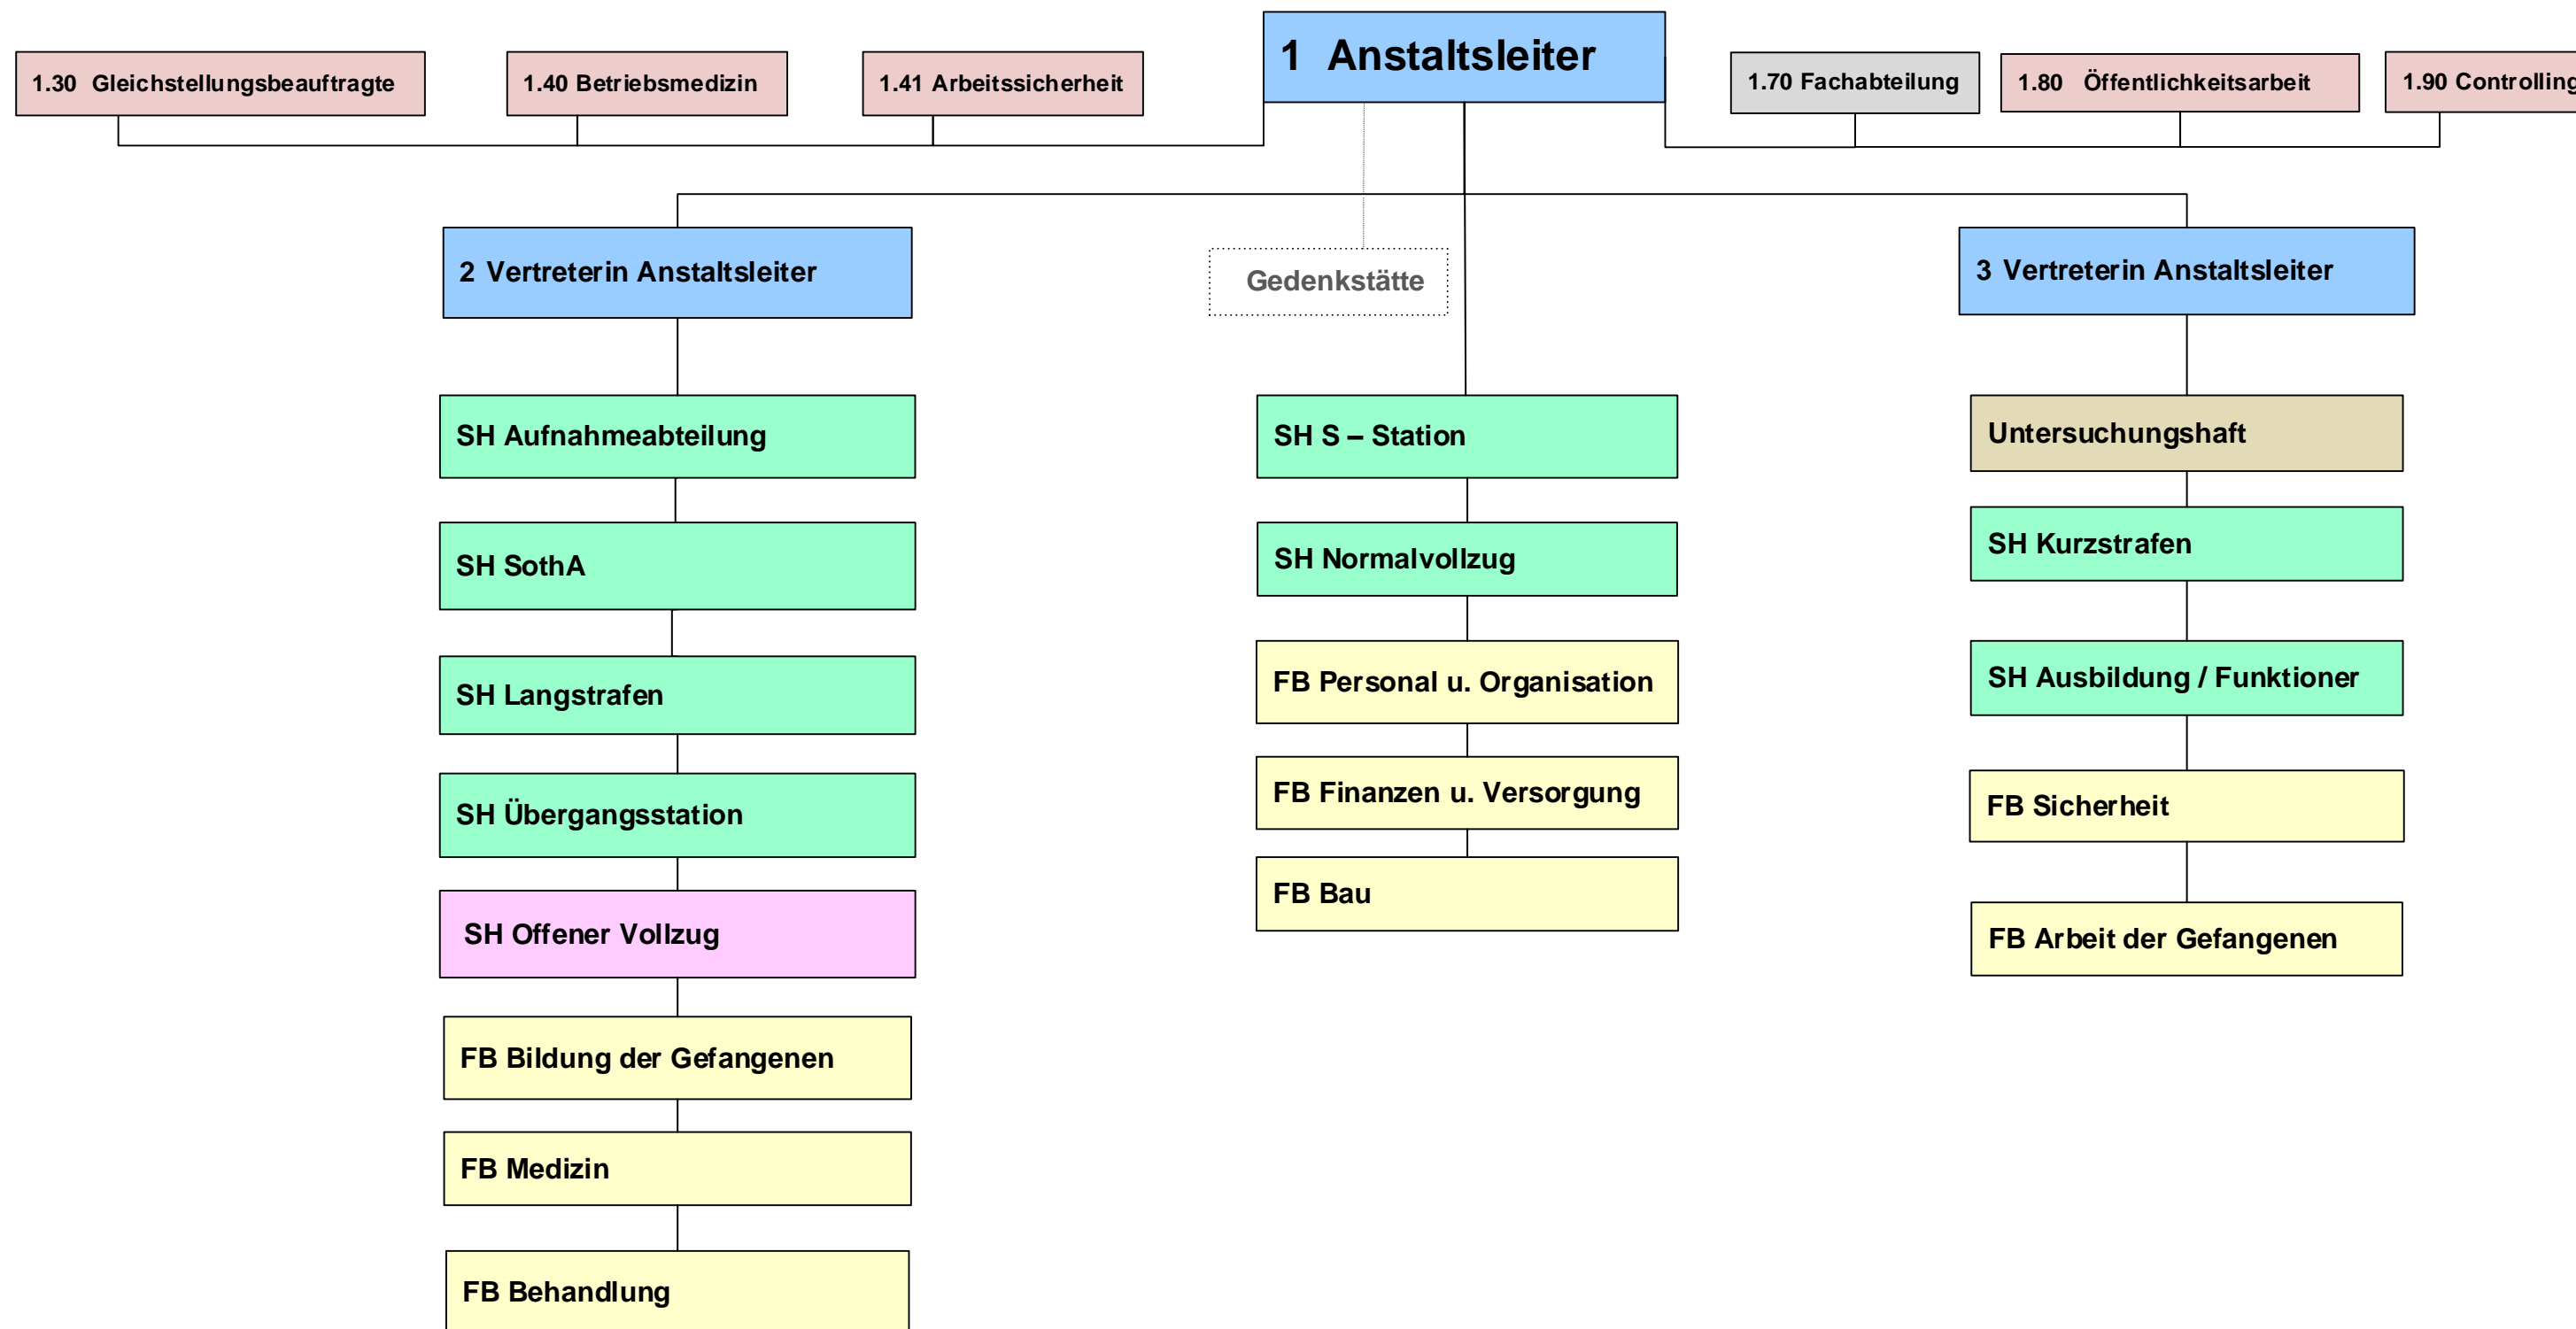 1 Anstaltsleiter
1.30 Gleichstellungsbeauftragte
1.40 Betriebsmedizin
1.41 Arbeitssicherheit
1.70 Fachabteilung
1.80 Öffentlichkeitsarbeit
1.90 Controlling
2 Vertreterin Anstaltsleiter
Gedenkstätte
3 Vertreterin Anstaltsleiter
SH Aufnahmeabteilung
SH SothA
SH Langstrafen
SH Übergangsstation
SH Offener Vollzug
FB Bildung der Gefangenen
FB Medizin
FB Behandlung
SH S – Station
SH Normalvollzug
FB Personal u. Organisation
FB Finanzen u. Versorgung
FB Bau
Untersuchungshaft
SH Kurzstrafen
SH Ausbildung / Funktioner
FB Sicherheit
FB Arbeit der Gefangenen